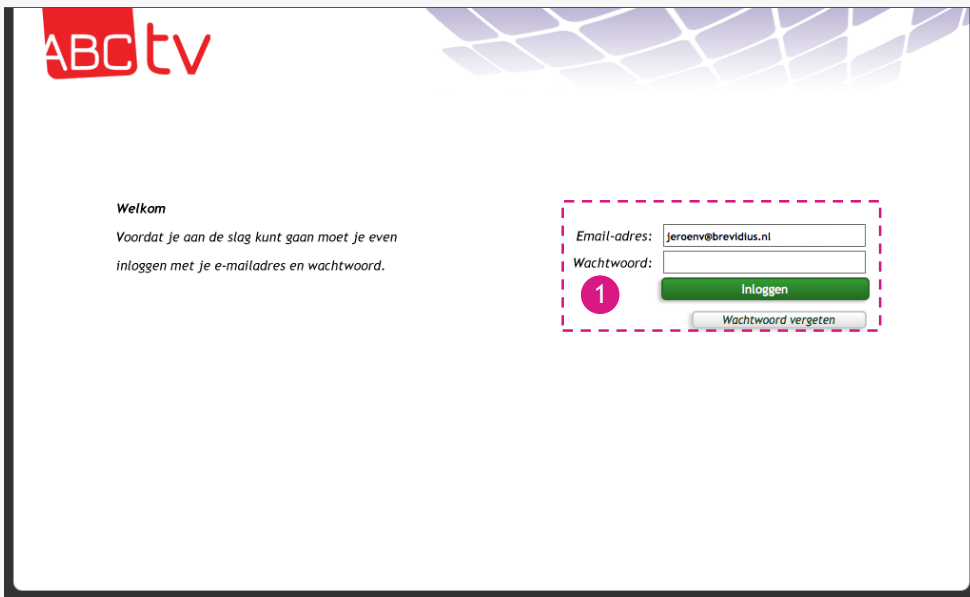 ABC tv
Welkom
Voordat je aan de slag kunt gaan moet je even
inloggen met je e-mailadres en wachtwoord.
Email-adres: jeroenv@brevidius.nl
Wachtwoord:
1
Inloggen
Wachtwoord vergeten